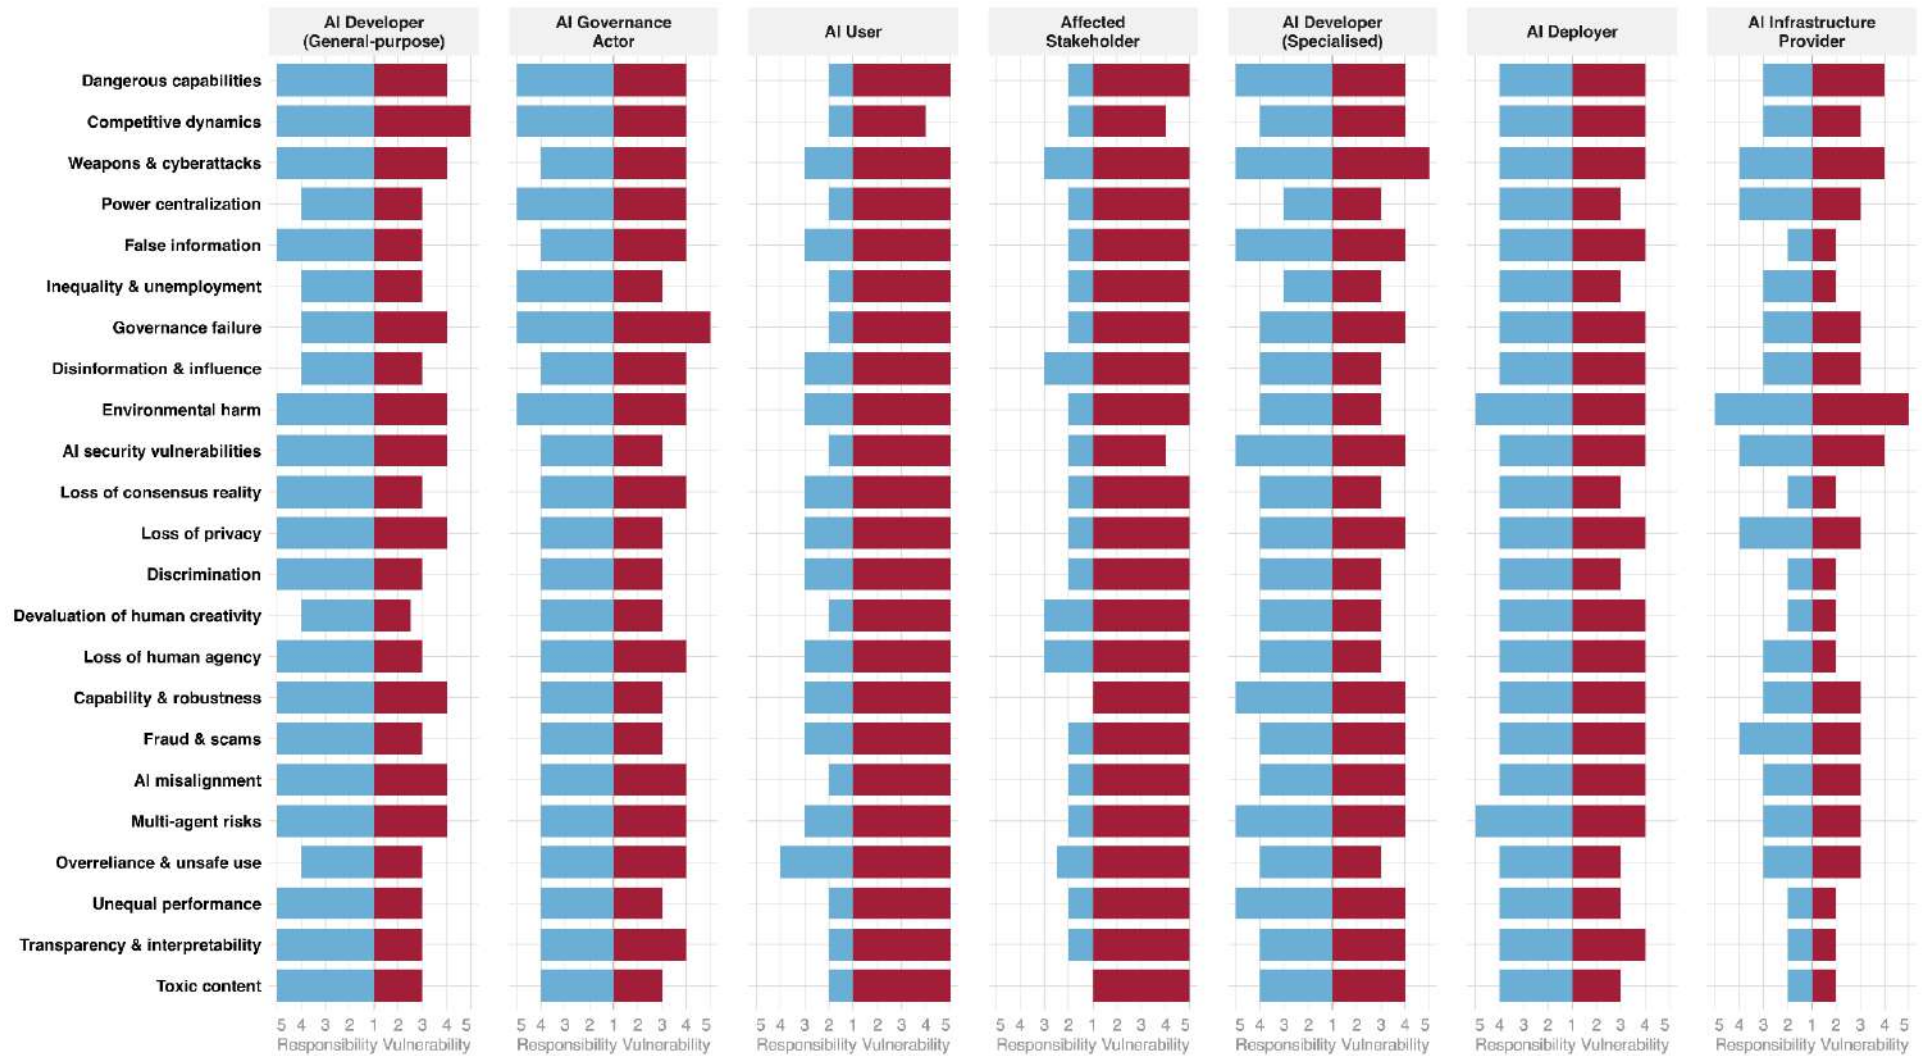 AI Developer
(General-purpose)
AI Governance
Actor
AI User
Affected
Stakeholder
AI Developer
(Specialised)
AI Deployer
AI Infrastructure
Provider
Dangerous capabilities
Competitive dynamics
Weapons & cyberattacks
Power centralization
False information
Inequality & unemployment
Governance failure
Disinformation & influence
Environmental harm
AI security vulnerabilities
Loss of consensus reality
Loss of privacy
Discrimination
Devaluation of human creativity
Loss of human agency
Capability & robustness
Fraud & scams
AI misalignment
Multi-agent risks
Overreliance & unsafe use
Unequal performance
Transparency & interpretability
Toxic content
5 4 3 2 1 2 3 4 5
Responsibility Vulnerability
5 4 3 2 1 2 3 4 5
Responsibility Vulnerability
5 4 3 2 1 2 3 4 5
Responsibility Vulnerability
5 4 3 2 1 2 3 4 5
Responsibility Vulnerability
5 4 3 2 1 2 3 4 5
Responsibility Vulnerability
5 4 3 2 1 2 3 4 5
Responsibility Vulnerability
5 4 3 2 1 2 3 4 5
Responsibility Vulnerability